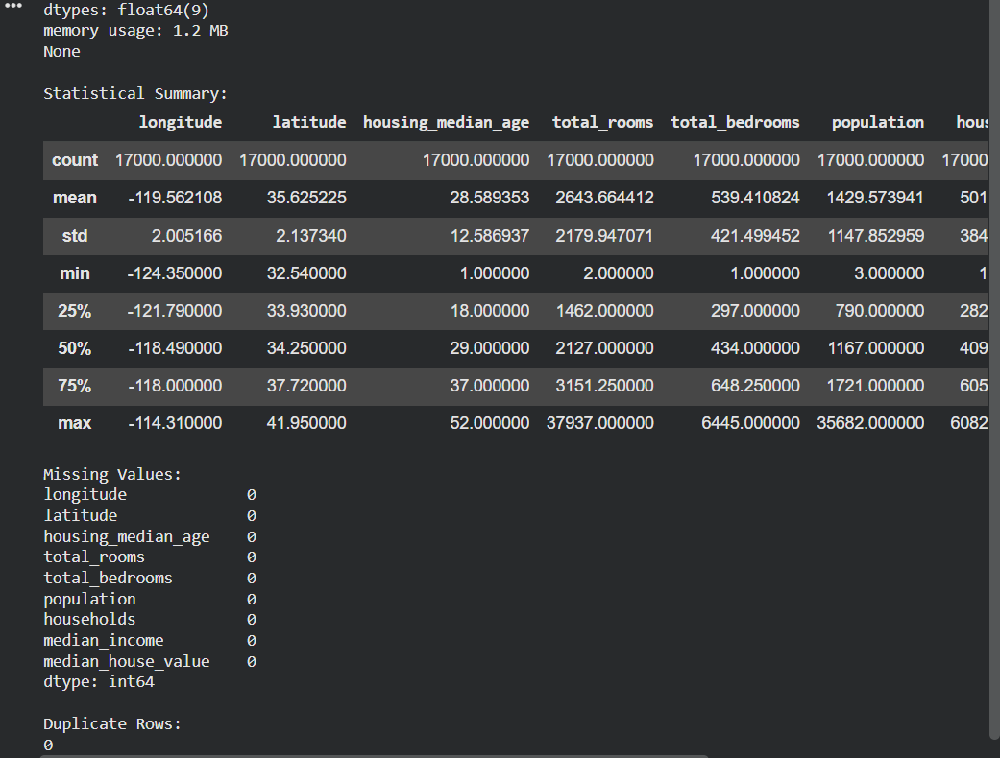 dtypes: float64(9)
memory usage: 1.2 MB
None
Statistical Summary:
longitude latitude housing_median_age total_rooms total_bedrooms population hous
count 17000.000000 17000.000000 17000.000000 17000.000000 17000.000000 17000.000000 17000
mean -119.562108 35.625225 28.589353 2643.664412 539.410824 1429.573941 501
std 2.005166 2.137340 12.586937 2179.947071 421.499452 1147.852959 384
min -124.350000 32.540000 1.000000 2.000000 1.000000 3.000000 1
25% -121.790000 33.930000 18.000000 1462.000000 297.000000 790.000000 282
50% -118.490000 34.250000 29.000000 2127.000000 434.000000 1167.000000 409
75% -118.000000 37.720000 37.000000 3151.250000 648.250000 1721.000000 605
max -114.310000 41.950000 52.000000 37937.000000 6445.000000 35682.000000 6082
Missing Values:
longitude 0
latitude 0
housing_median_age 0
total_rooms 0
total_bedrooms 0
population 0
households 0
median_income 0
median_house_value 0
dtype: int64
Duplicate Rows:
0